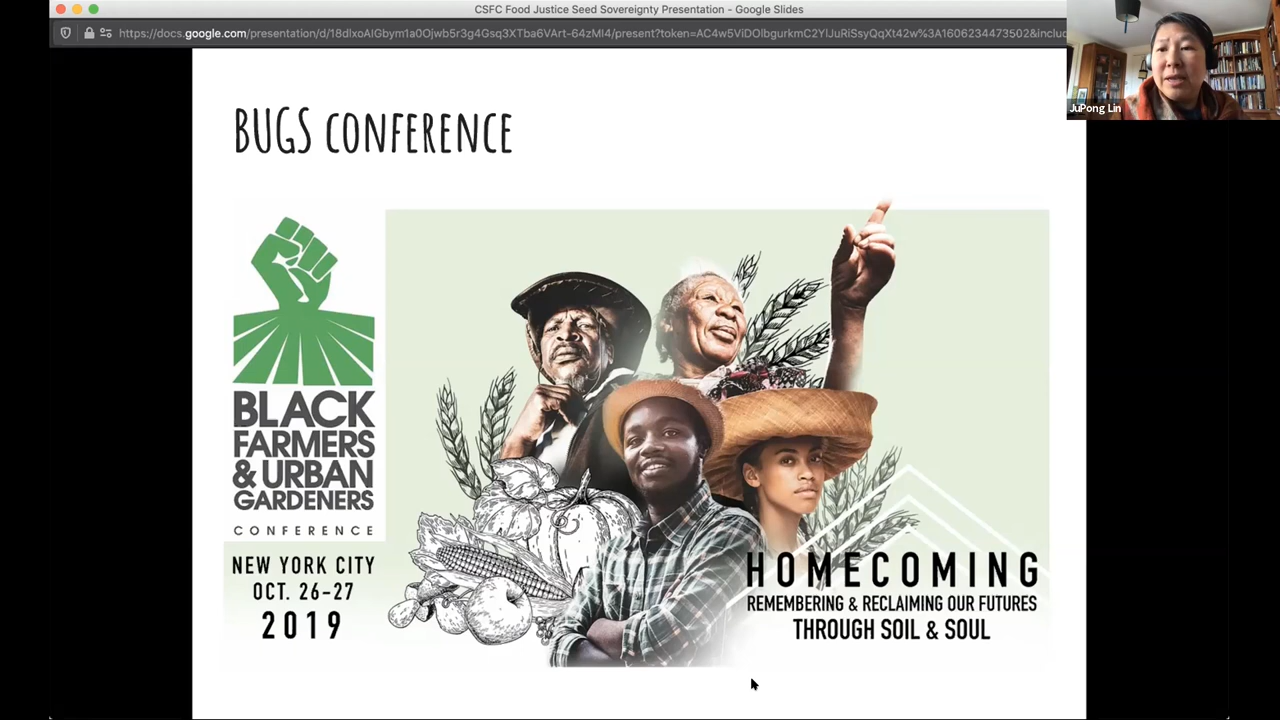 CSFC Food Justice Seed Sovereignty Presentation - Google Slides
JuPong Lin
BUGS CONFERENCE
BLACK
FARMERS
& URBAN
GARDENERS
CONFERENCE
NEW YORK CITY
OCT. 26-27
2019
HOMECOMING
REMEMBERING & RECLAIMING OUR FUTURES
THROUGH SOIL & SOUL